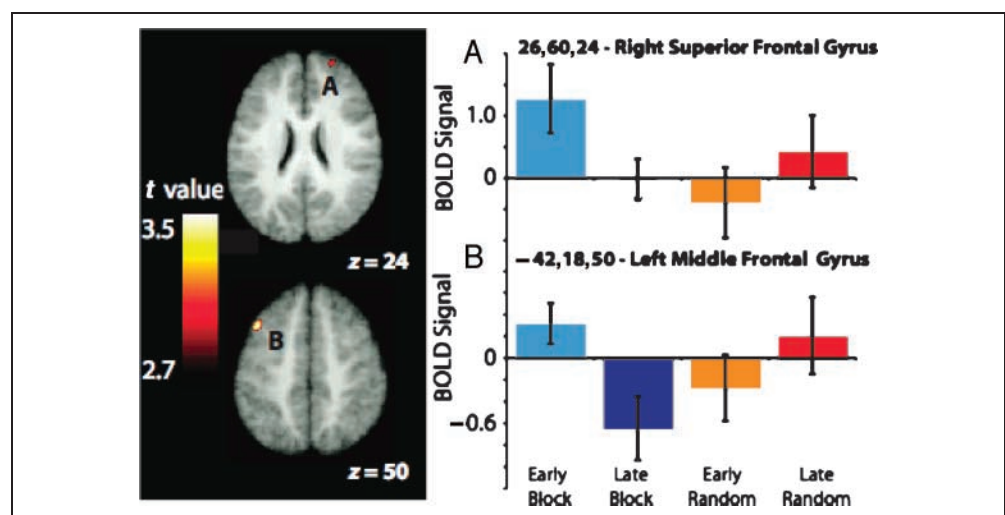 A
t value
3.5
2.7
z = 24
B
z = 50
A 26,60,24 - Right Superior Frontal Gyrus
BOLD Signal
1.0
0
B −42,18,50 - Left Middle Frontal Gyrus
BOLD Signal
0
−0.6
Early Block
Late Block
Early Random
Late Random